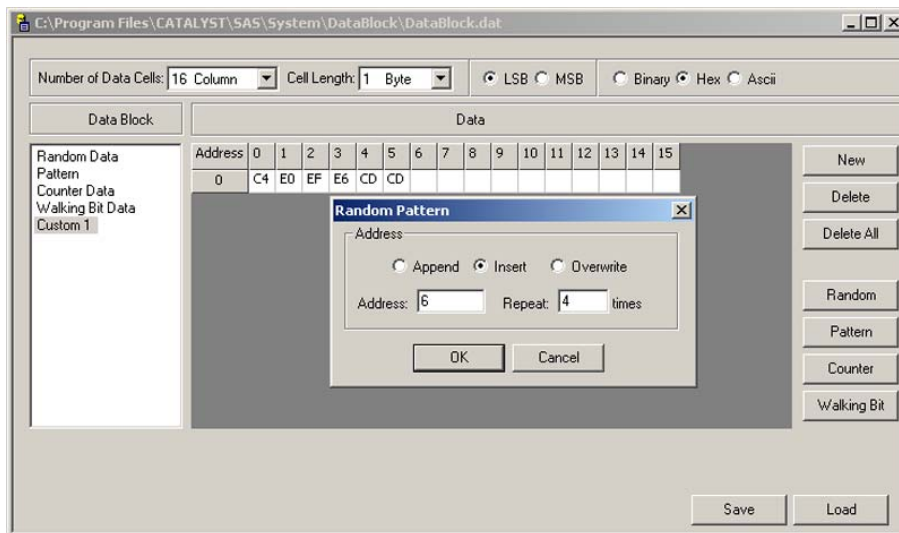 C:\Program Files\CATALYST\SAS\System\DataBlock\DataBlock.dat
Number of Data Cells: 16 Column Cell Length: 1 Byte LSB MSB Binary Hex Ascii
Data Block Data
Random Data
Pattern
Counter Data
Walking Bit Data
Custom 1
Address 0 1 2 3 4 5 6 7 8 9 10 11 12 13 14 15
0 C4 E0 EF E6 CD CD
Random Pattern
Address
Append Insert Overwrite
Address: 6 Repeat: 4 times
OK Cancel
New
Delete
Delete All
Random
Pattern
Counter
Walking Bit
Save Load